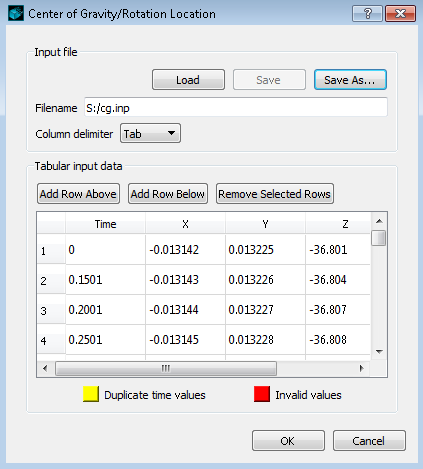 Center of Gravity/Rotation Location
Input file
Load Save Save As...
Filename S:/cg.inp
Column delimiter Tab
Tabular input data
Add Row Above Add Row Below Remove Selected Rows
Time X Y Z
1 0 -0.013142 0.013225 -36.801
2 0.1501 -0.013143 0.013226 -36.804
3 0.2001 -0.013144 0.013227 -36.807
4 0.2501 -0.013145 0.013228 -36.808
Duplicate time values Invalid values
OK Cancel